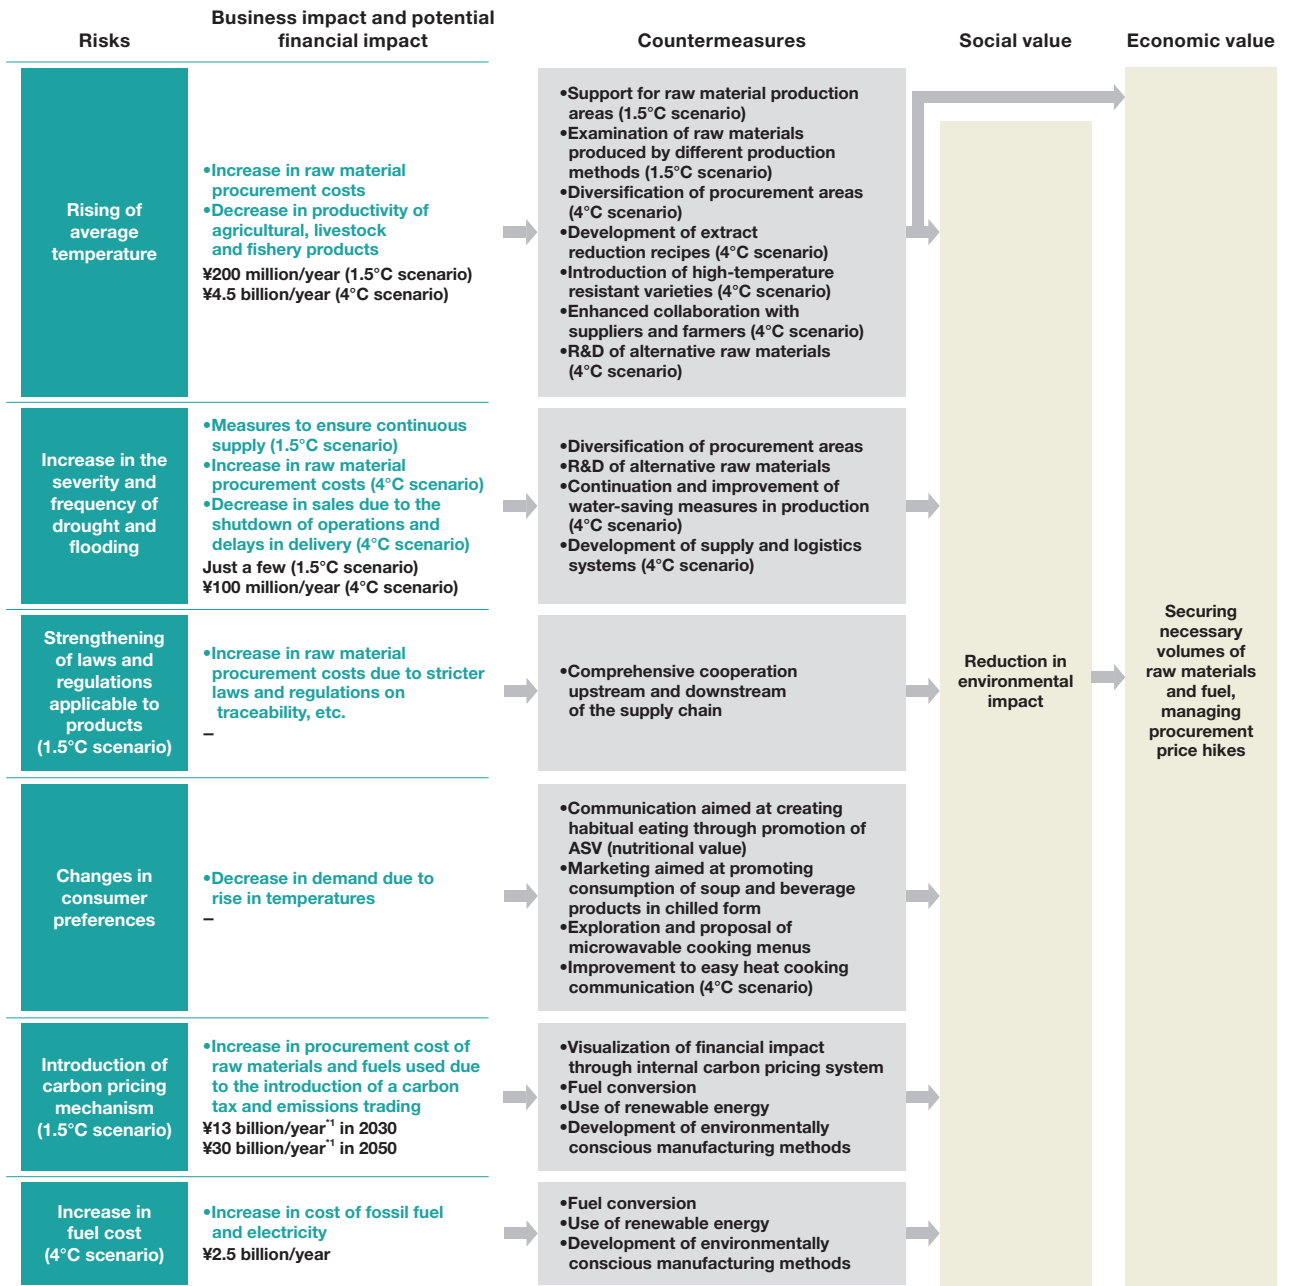 Risks
Business impact and potential
financial impact
Countermeasures
Social value
Economic value
Rising of
average
temperature
•Increase in raw material
procurement costs
•Decrease in productivity of
agricultural, livestock
and fishery products
¥200 million/year (1.5°C scenario)
¥4.5 billion/year (4°C scenario)
•Support for raw material production
areas (1.5°C scenario)
•Examination of raw materials
produced by different production
methods (1.5°C scenario)
•Diversification of procurement areas
(4°C scenario)
•Development of extract
reduction recipes (4°C scenario)
•Introduction of high-temperature
resistant varieties (4°C scenario)
•Enhanced collaboration with
suppliers and farmers (4°C scenario)
•R&D of alternative raw materials
(4°C scenario)
Increase in the
severity and
frequency of
drought and
flooding
•Measures to ensure continuous
supply (1.5°C scenario)
•Increase in raw material
procurement costs (4°C scenario)
•Decrease in sales due to the
shutdown of operations and
delays in delivery (4°C scenario)
Just a few (1.5°C scenario)
¥100 million/year (4°C scenario)
•Diversification of procurement areas
•R&D of alternative raw materials
•Continuation and improvement of
water-saving measures in production
(4°C scenario)
•Development of supply and logistics
systems (4°C scenario)
Strengthening
of laws and
regulations
applicable to
products
(1.5°C scenario)
•Increase in raw material
procurement costs due to stricter
laws and regulations on
traceability, etc.
–
•Comprehensive cooperation
upstream and downstream
of the supply chain
Reduction in
environmental
impact
Securing
necessary
volumes of
raw materials
and fuel,
managing
procurement
price hikes
Changes in
consumer
preferences
•Decrease in demand due to
rise in temperatures
–
•Communication aimed at creating
habitual eating through promotion of
ASV (nutritional value)
•Marketing aimed at promoting
consumption of soup and beverage
products in chilled form
•Exploration and proposal of
microwavable cooking menus
•Improvement to easy heat cooking
communication (4°C scenario)
Introduction of
carbon pricing
mechanism
(1.5°C scenario)
•Increase in procurement cost of
raw materials and fuels used due
to the introduction of a carbon
tax and emissions trading
¥13 billion/year*1 in 2030
¥30 billion/year*1 in 2050
•Visualization of financial impact
through internal carbon pricing system
•Fuel conversion
•Use of renewable energy
•Development of environmentally
conscious manufacturing methods
Increase in
fuel cost
(4°C scenario)
•Increase in cost of fossil fuel
and electricity
¥2.5 billion/year
•Fuel conversion
•Use of renewable energy
•Development of environmentally
conscious manufacturing methods